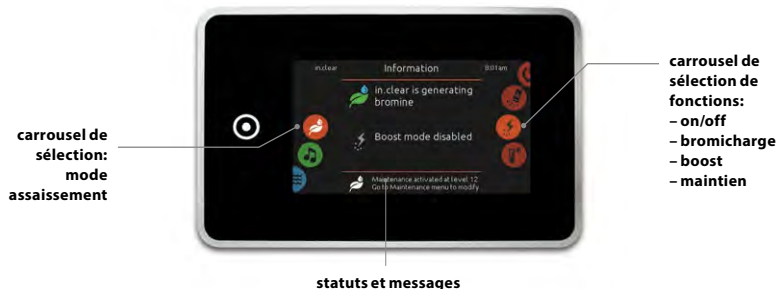 in.clear
Information
8:01am
in.clear is generating
bromine
Boost mode disabled
Maintenance activated at level 12
Go to Maintenance menu to modify
carrousel de
sélection:
mode
assaissement
carrousel de
sélection de
fonctions:
– on/off
– bromicharge
– boost
– maintien
statuts et messages